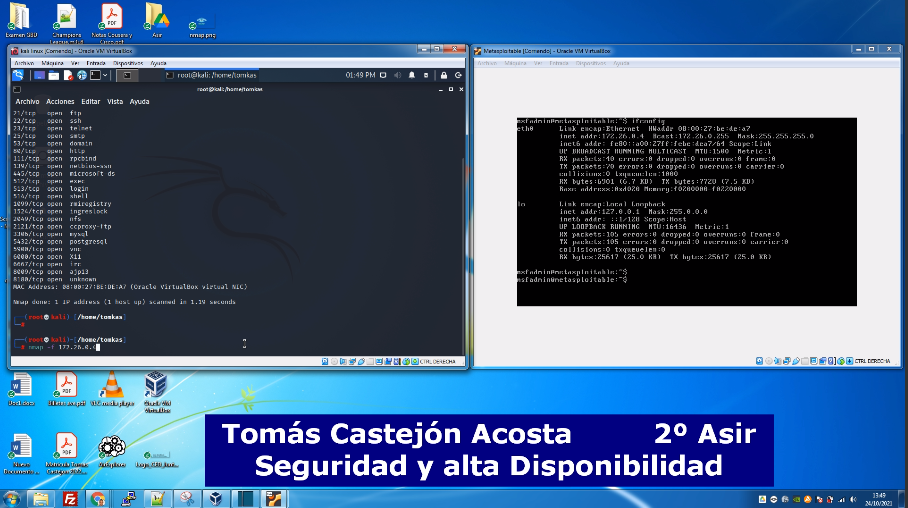 Examen GBD
Champions
League.mlleb
Notas Cousera y
Asir
nmap.png
kali linux [Corriendo] - Oracle VM VirtualBox
Archivo Máquina Ver Entrada Dispositivos Ayuda
root@kali: /home/tomkas
01:49 PM
root@kali:/home/tomkas
Archivo Acciones Editar Vista Ayuda
21/tcp open ftp
22/tcp open ssh
23/tcp open telnet
25/tcp open smtp
53/tcp open domain
80/tcp open http
111/tcp open rpcbind
139/tcp open netbios-ssn
445/tcp open microsoft-ds
512/tcp open exec
513/tcp open login
514/tcp open shell
1099/tcp open rmiregistry
1524/tcp open ingreslock
2049/tcp open nfs
2121/tcp open ccproxy-ftp
3306/tcp open mysql
5432/tcp open postgresql
5900/tcp open vnc
6000/tcp open X11
6667/tcp open irc
8009/tcp open ajp13
8180/tcp open unknown
MAC Address: 08:00:27:BE:DE:A7 (Oracle VirtualBox virtual NIC)
Nmap done: 1 IP address (1 host up) scanned in 1.19 seconds
(root kali)-[/home/tomkas]
#
(root kali)-[/home/tomkas]
# nmap -f 172.26.0.4
CTRL DERECHA
Metasploitable [Corriendo] - Oracle VM VirtualBox
Archivo Máquina Ver Entrada Dispositivos Ayuda
msfadmin@metasploitable:~$ ifconfig
eth0 Link encap:Ethernet HWaddr 08:00:27:be:de:a7
inet addr:172.26.0.4 Bcast:172.26.0.255 Mask:255.255.255.0
inet6 addr: fe80::a00:27ff:febe:dea7/64 Scope:Link
UP BROADCAST RUNNING MULTICAST MTU:1500 Metric:1
RX packets:40 errors:0 dropped:0 overruns:0 frame:0
TX packets:70 errors:0 dropped:0 overruns:0 carrier:0
collisions:0 txqueuelen:1000
RX bytes:6901 (6.7 KB) TX bytes:7728 (7.5 KB)
Base address:0xd020 Memory:f0200000-f0220000
lo Link encap:Local Loopback
inet addr:127.0.0.1 Mask:255.0.0.0
inet6 addr: ::1/128 Scope:Host
UP LOOPBACK RUNNING MTU:16436 Metric:1
RX packets:105 errors:0 dropped:0 overruns:0 frame:0
TX packets:105 errors:0 dropped:0 overruns:0 carrier:0
collisions:0 txqueuelen:0
RX bytes:25617 (25.0 KB) TX bytes:25617 (25.0 KB)
msfadmin@metasploitable:~$
msfadmin@metasploitable:~$
CTRL DERECHA
VLC media player
Oracle VM
VirtualBox
Nuevo
Documento
Matricula Tomas
Tomás Castejón Acosta 2º Asir
Seguridad y alta Disponibilidad
13:49
24/10/2021